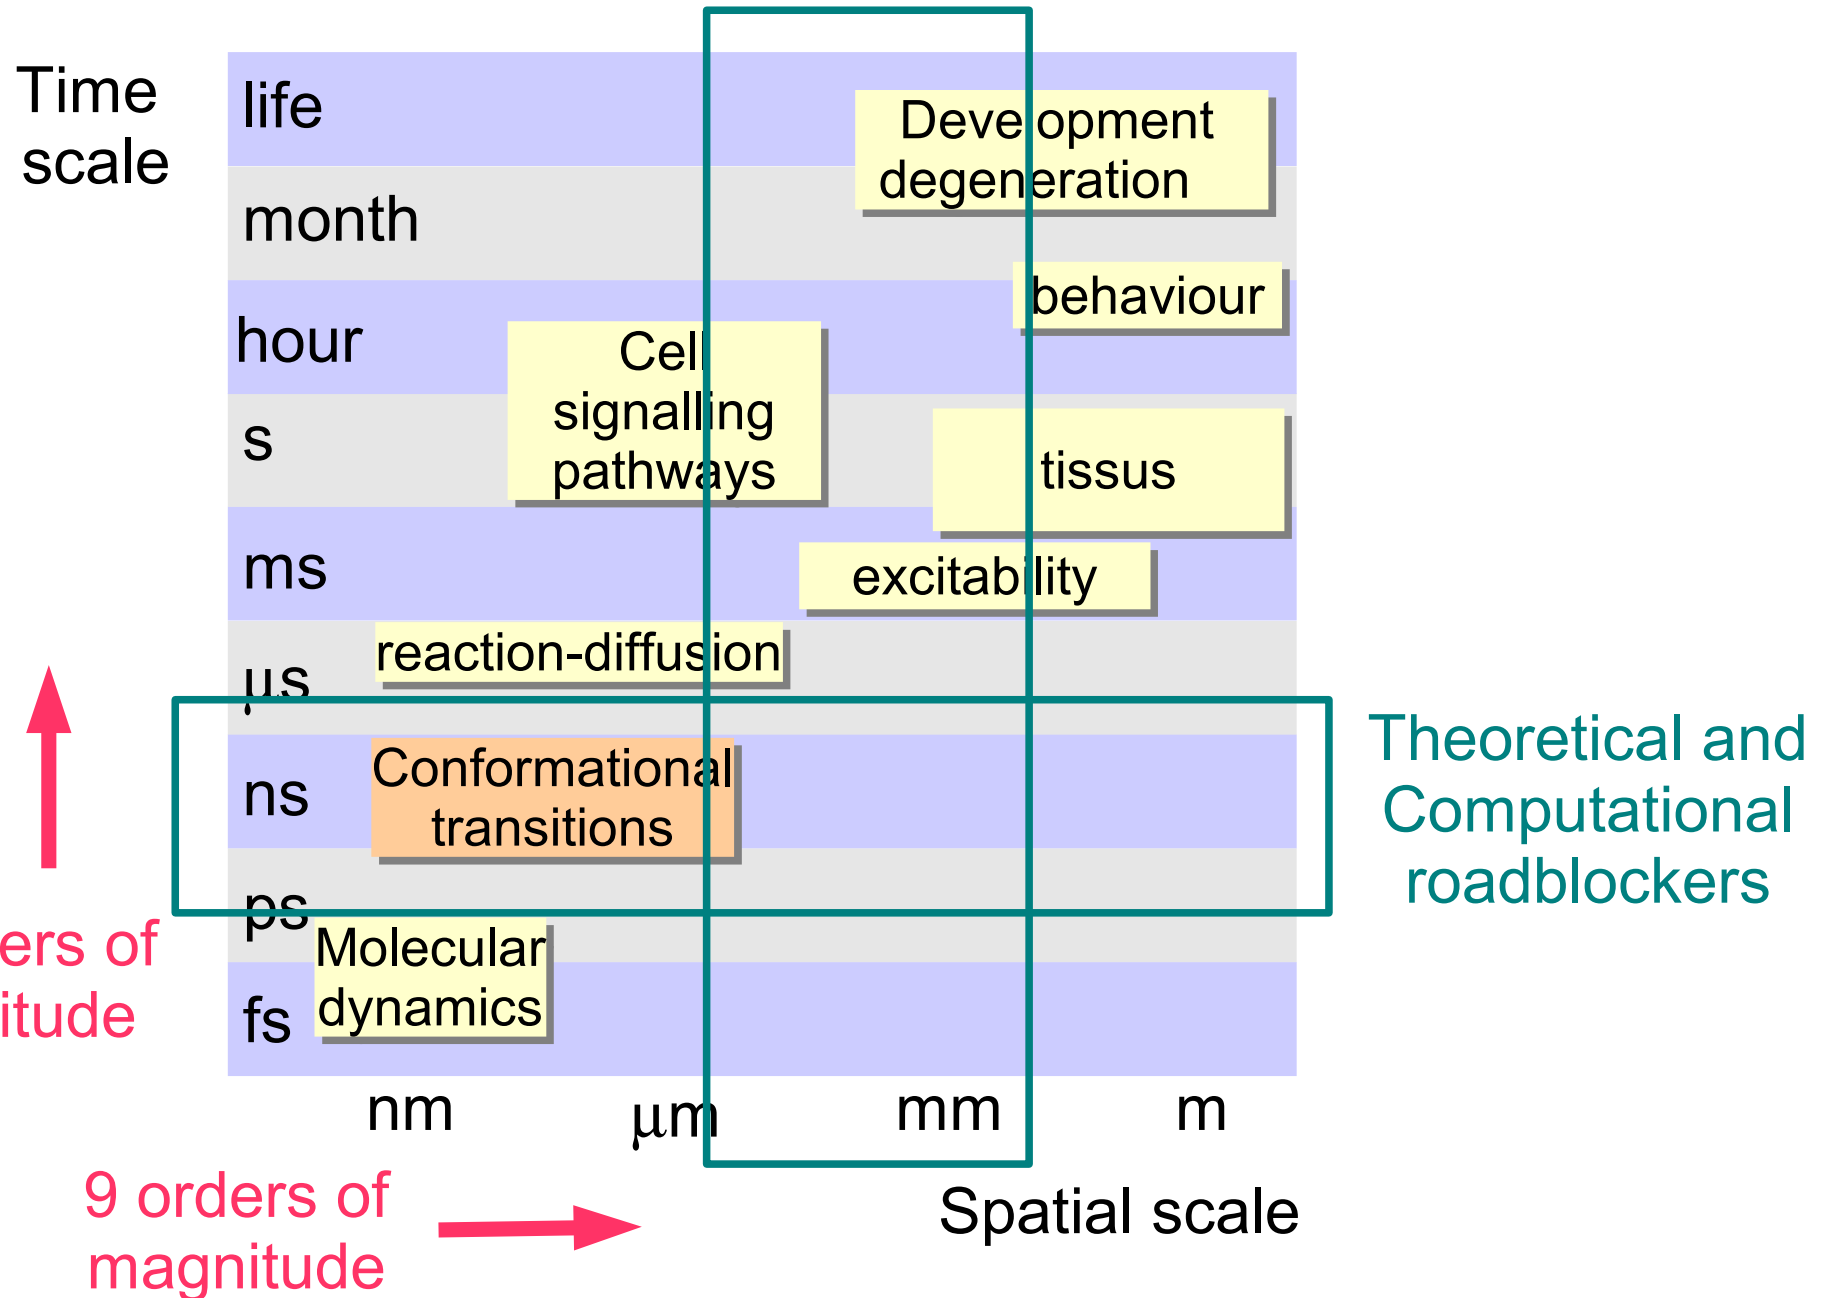 Time
scale
life
month
hour
s
ms
μs
ns
ps
fs
Development
degeneration
behaviour
Cell
signalling
pathways
tissus
excitability
reaction-diffusion
Conformational
transitions
Molecular
dynamics
Theoretical and
Computational
roadblockers
ers of
itude
nm μm mm m
9 orders of
magnitude
Spatial scale